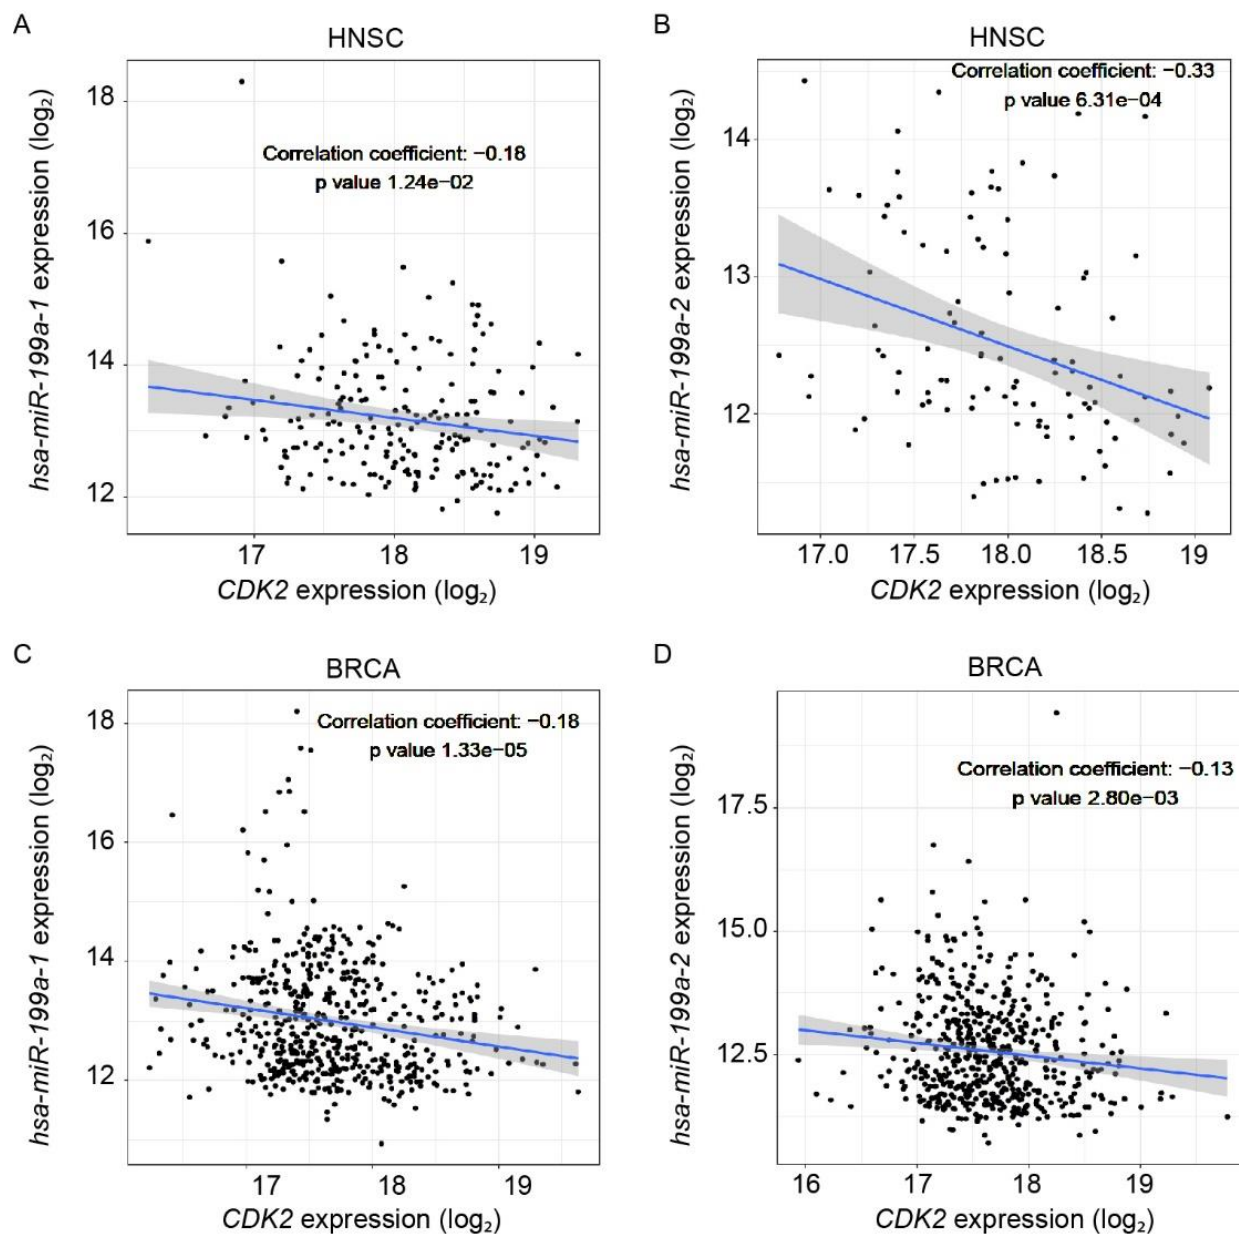 A
HNSC
hsa-miR-199a-1 expression (log₂)
18
16
14
12
Correlation coefficient: −0.18
p value 1.24e−02
17 18 19
CDK2 expression (log₂)
B
HNSC
hsa-miR-199a-2 expression (log₂)
14
13
12
Correlation coefficient: −0.33
p value 6.31e−04
17.0 17.5 18.0 18.5 19
CDK2 expression (log₂)
C
BRCA
hsa-miR-199a-1 expression (log₂)
18
16
14
12
Correlation coefficient: −0.18
p value 1.33e−05
17 18 19
CDK2 expression (log₂)
D
BRCA
hsa-miR-199a-2 expression (log₂)
17.5
15.0
12.5
Correlation coefficient: −0.13
p value 2.80e−03
16 17 18 19
CDK2 expression (log₂)